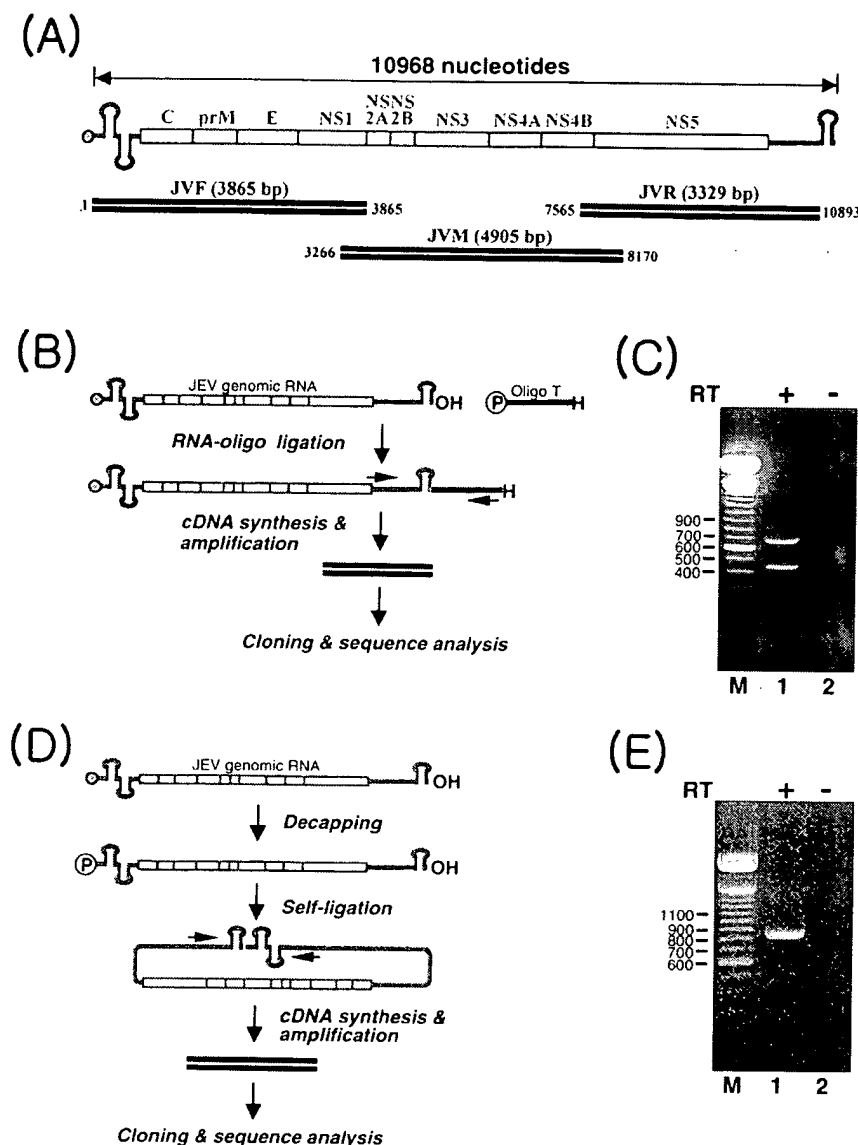 (A)
10968 nucleotides
C prM E NS1 NS 2A NS 2B NS3 NS4A NS4B NS5
JVF (3865 bp)
JVR (3329 bp)
1 3865 7565 10893
JVM (4905 bp)
3266 8170
(B)
JEV genomic RNA
OH
P
Oligo T
H
RNA-oligo ligation
H
cDNA synthesis &
amplification
Cloning & sequence analysis
(C)
RT + -
900
700
600
500
400
M 1 2
(D)
JEV genomic RNA
OH
Decapping
P
OH
Self-ligation
cDNA synthesis &
amplification
Cloning & sequence analysis
(E)
RT + -
1100
900
800
700
600
M 1 2